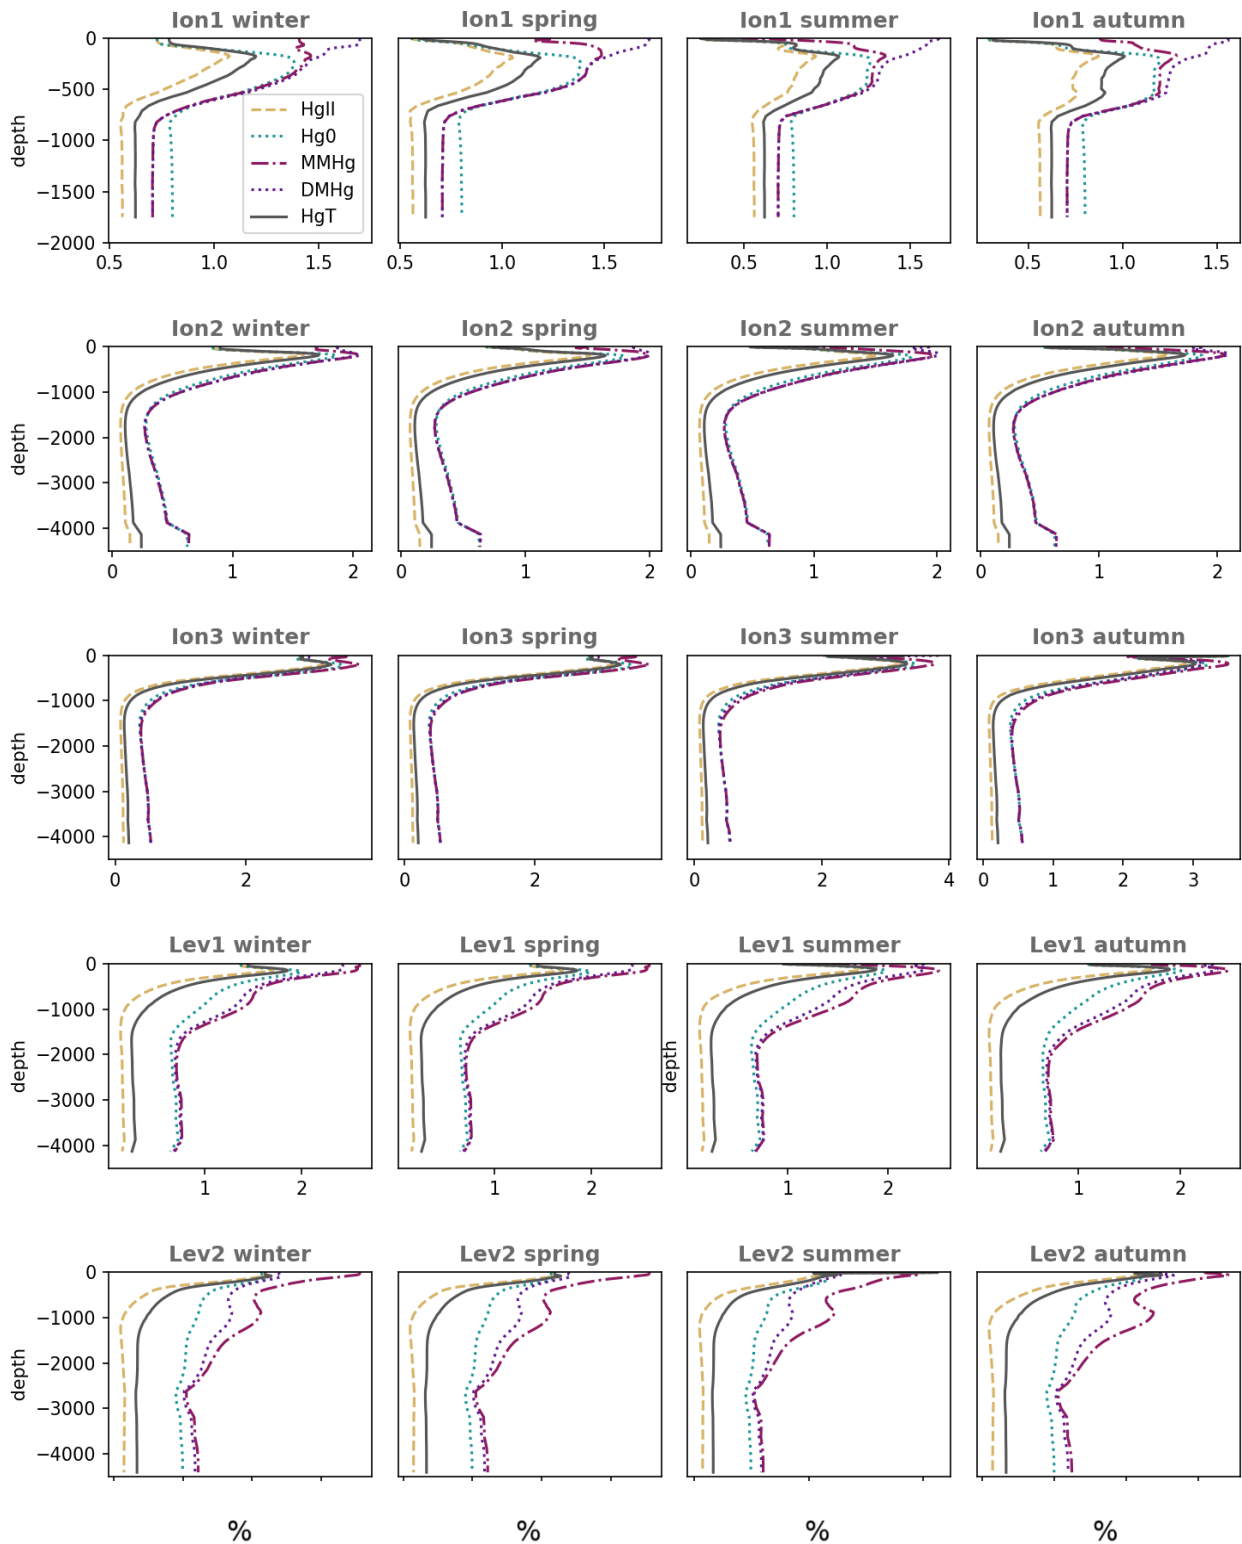 Ion1 winter Ion1 spring Ion1 summer Ion1 autumn
0
−500
−1000
−1500
−2000
depth
HgII
Hg0
MMHg
DMHg
HgT
0.5 1.0 1.5 0.5 1.0 1.5 0.5 1.0 1.5 0.5 1.0 1.5
Ion2 winter Ion2 spring Ion2 summer Ion2 autumn
0
−1000
−2000
−3000
−4000
depth
0 1 2 0 1 2 0 1 2 0 1 2
Ion3 winter Ion3 spring Ion3 summer Ion3 autumn
0
−1000
−2000
−3000
−4000
depth
0 2 0 2 0 2 4 0 1 2 3
Lev1 winter Lev1 spring Lev1 summer Lev1 autumn
0
−1000
−2000
−3000
−4000
depth
depth
1 2 1 2 1 2 1 2
Lev2 winter Lev2 spring Lev2 summer Lev2 autumn
0
−1000
−2000
−3000
−4000
depth
% % % %